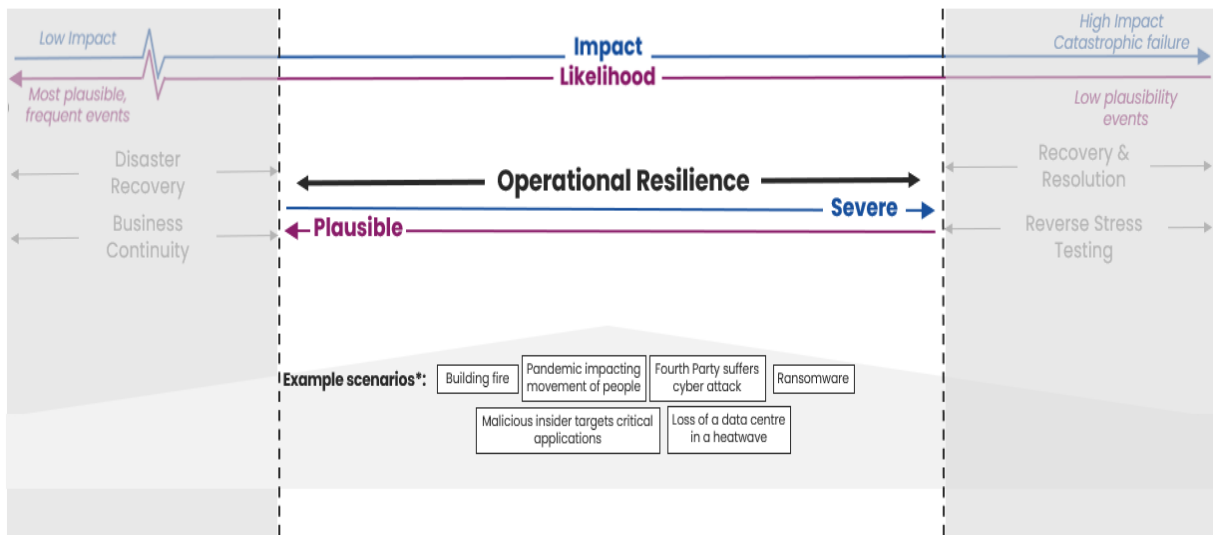 Low Impact
Impact
High Impact
Catastrophic failure
Likelihood
Most plausible,
frequent events
Low plausibility
events
Disaster
Recovery
Operational Resilience
Recovery &
Resolution
Severe
Business
Continuity
Plausible
Reverse Stress
Testing
Example scenarios*:
Building fire
Pandemic impacting
movement of people
Fourth Party suffers
cyber attack
Ransomware
Malicious insider targets critical
applications
Loss of a data centre
in a heatwave